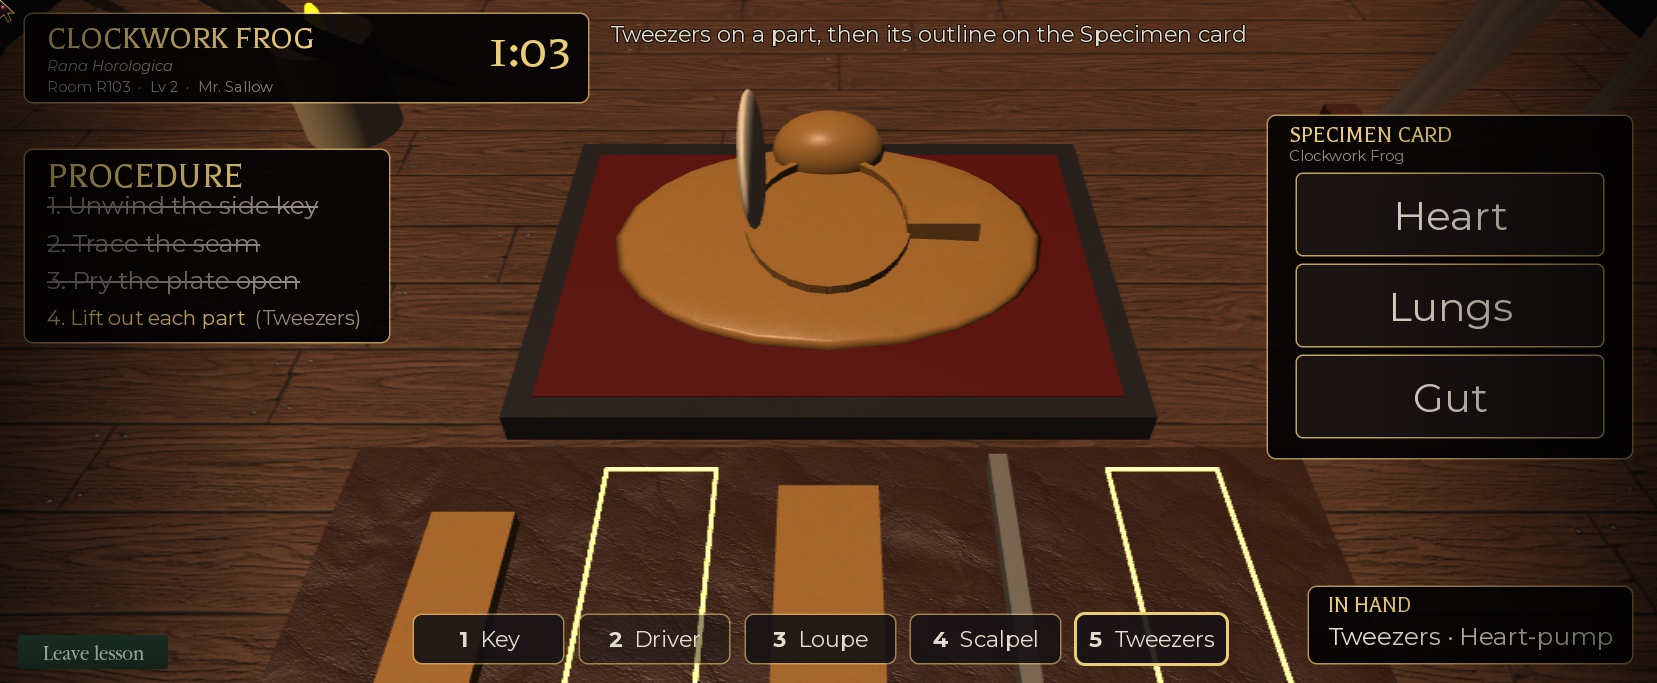 CLOCKWORK FROG
Rana Horologica
Room R103 · Lv 2 · Mr. Sallow
1:03
Tweezers on a part, then its outline on the Specimen card
PROCEDURE
1. Unwind the side key
2. Trace the seam
3. Pry the plate open
4. Lift out each part (Tweezers)
SPECIMEN CARD
Clockwork Frog
Heart
Lungs
Gut
1 Key
2 Driver
3 Loupe
4 Scalpel
5 Tweezers
IN HAND
Tweezers · Heart-pump
Leave lesson